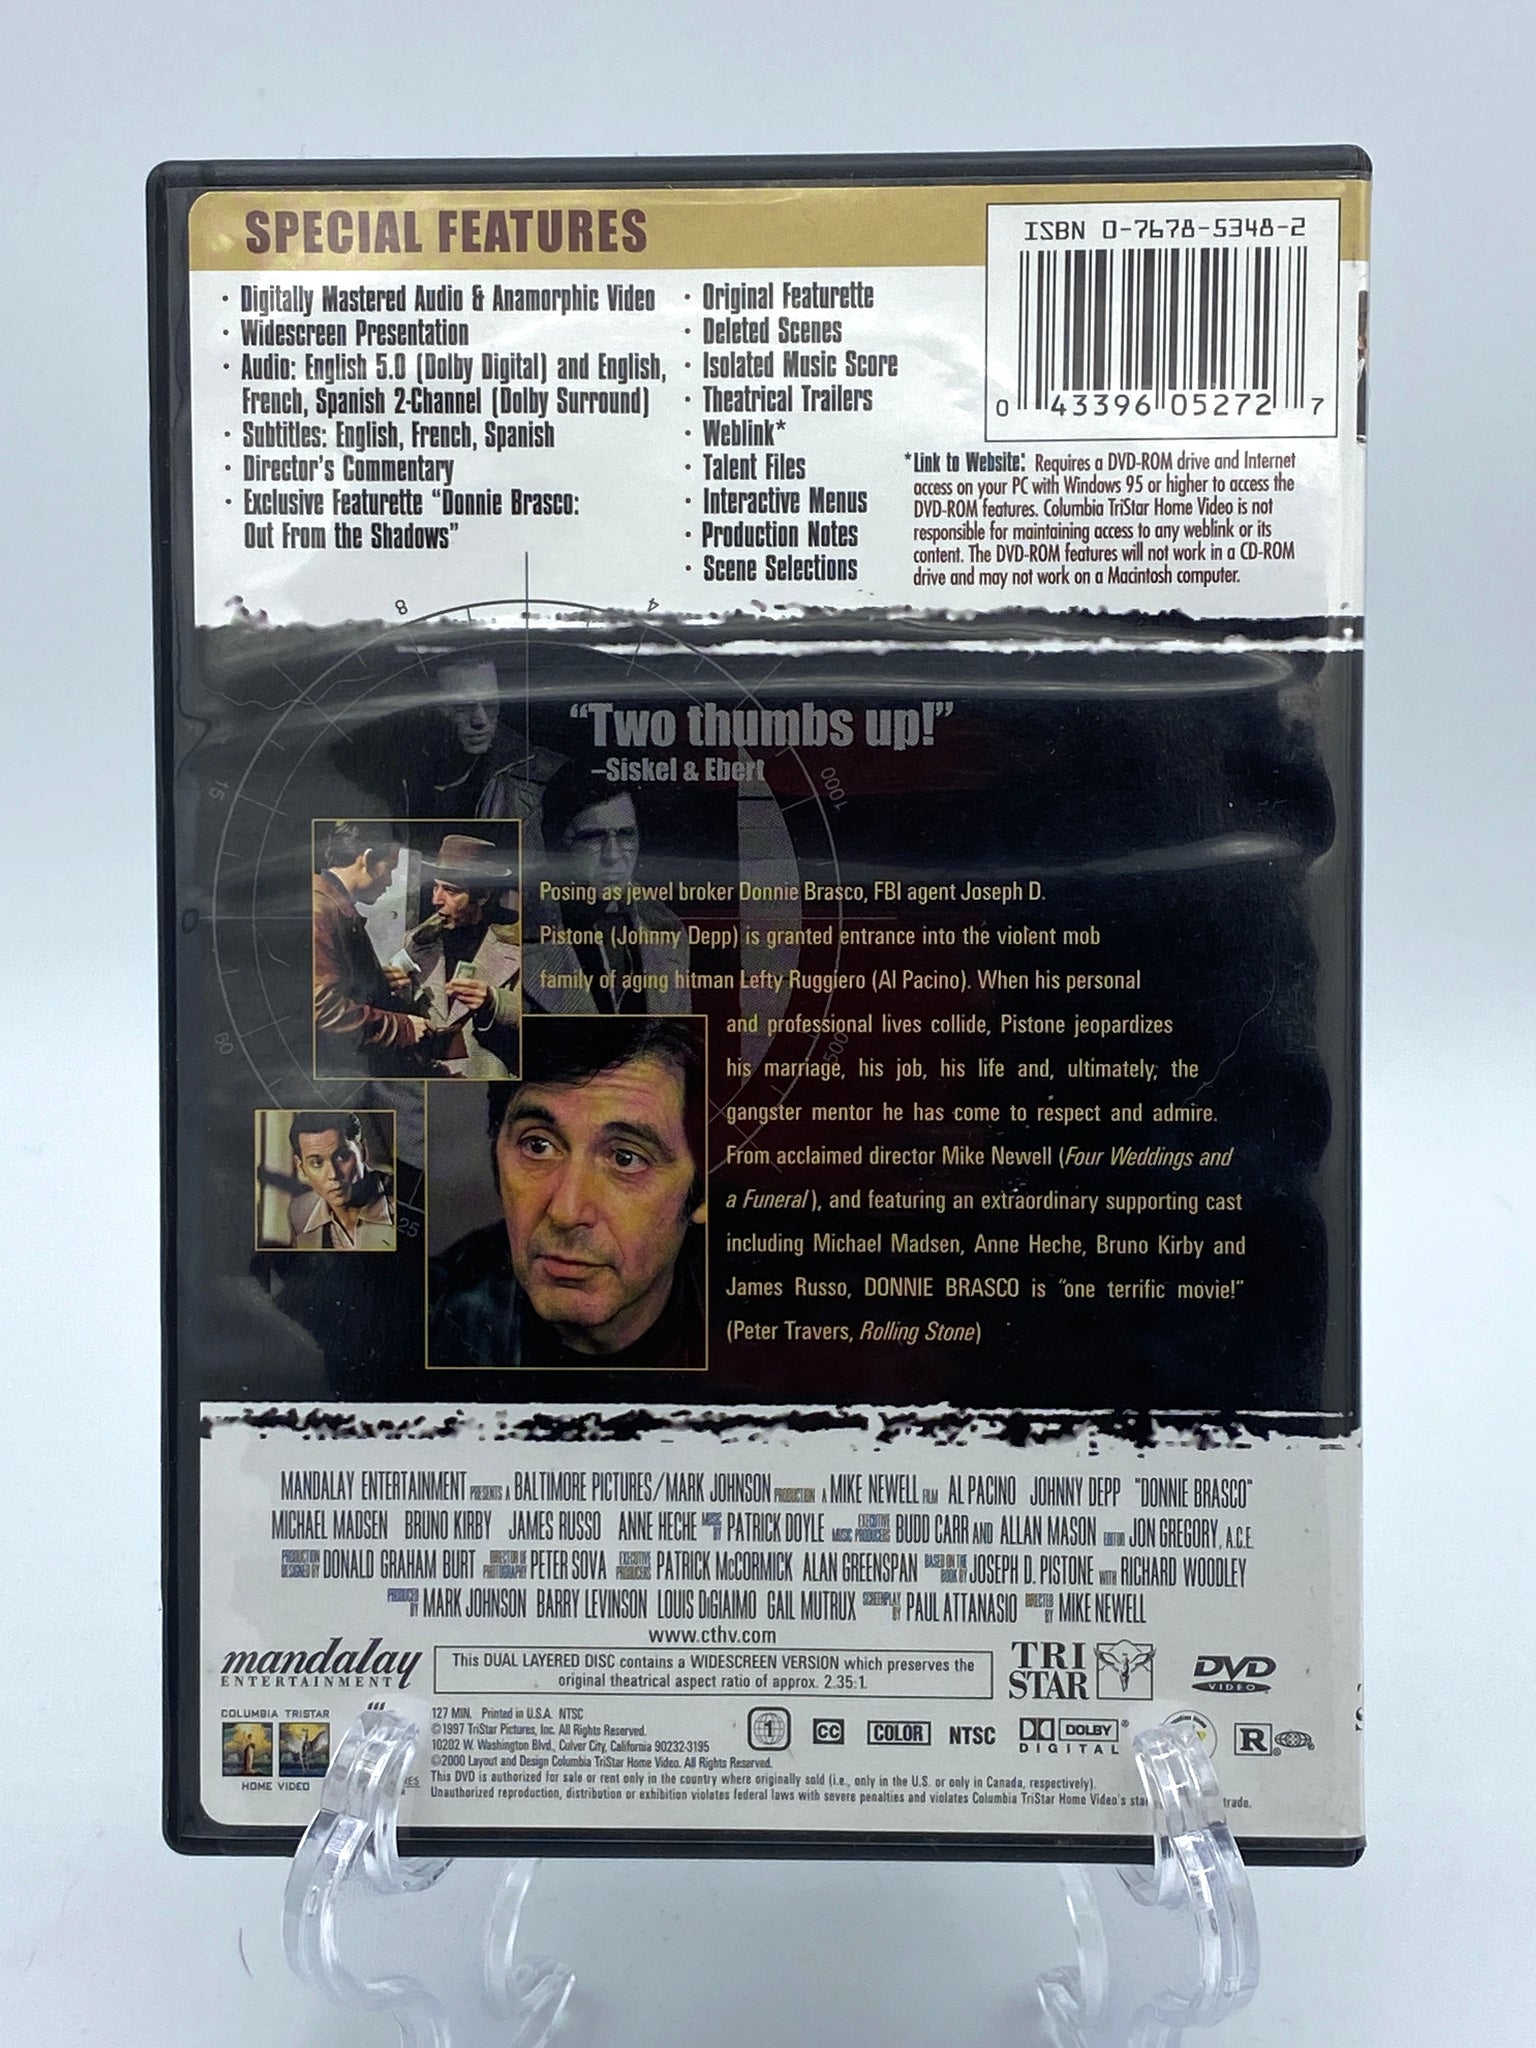 SPECIAL FEATURES
· Digitally Mastered Audio & Anamorphic Video
· Widescreen Presentation
· Audio: English 5.0 (Dolby Digital) and English,
French, Spanish 2-Channel (Dolby Surround)
· Subtitles: English, French, Spanish
· Director's Commentary
· Exclusive Featurette "Donnie Brasco:
Out From the Shadows"
· Original Featurette
· Deleted Scenes
· Isolated Music Score
· Theatrical Trailers
· Weblink*
· Talent Files
· Interactive Menus
· Production Notes
· Scene Selections
ISBN 0-7678-5348-2
0 43396 05272 7
*Link to Website: Requires a DVD-ROM drive and Internet
access on your PC with Windows 95 or higher to access the
DVD-ROM features. Columbia TriStar Home Video is not
responsible for maintaining access to any weblink or its
content. The DVD-ROM features will not work in a CD-ROM
drive and may not work on a Macintosh computer.
8
4
15
1000
0
60
500
25
"Two thumbs up!"
–Siskel & Ebert
Posing as jewel broker Donnie Brasco, FBI agent Joseph D.
Pistone (Johnny Depp) is granted entrance into the violent mob
family of aging hitman Lefty Ruggiero (Al Pacino). When his personal
and professional lives collide, Pistone jeopardizes
his marriage, his job, his life and, ultimately, the
gangster mentor he has come to respect and admire.
From acclaimed director Mike Newell (Four Weddings and
a Funeral), and featuring an extraordinary supporting cast
including Michael Madsen, Anne Heche, Bruno Kirby and
James Russo, DONNIE BRASCO is "one terrific movie!"
(Peter Travers, Rolling Stone)
MANDALAY ENTERTAINMENT PRESENTS A BALTIMORE PICTURES/MARK JOHNSON PRODUCTION A MIKE NEWELL FILM AL PACINO JOHNNY DEPP "DONNIE BRASCO"
MICHAEL MADSEN BRUNO KIRBY JAMES RUSSO ANNE HECHE MUSIC BY PATRICK DOYLE EXECUTIVE MUSIC PRODUCERS BUDD CARR AND ALLAN MASON EDITOR JON GREGORY, A.C.E.
PRODUCTION DESIGNED BY DONALD GRAHAM BURT DIRECTOR OF PHOTOGRAPHY PETER SOVA EXECUTIVE PRODUCERS PATRICK McCORMICK ALAN GREENSPAN BASED ON THE BOOK BY JOSEPH D. PISTONE WITH RICHARD WOODLEY
PRODUCED BY MARK JOHNSON BARRY LEVINSON LOUIS DiGIAIMO GAIL MUTRUX SCREENPLAY BY PAUL ATTANASIO DIRECTED BY MIKE NEWELL
www.cthv.com
mandalay
ENTERTAINMENT
This DUAL LAYERED DISC contains a WIDESCREEN VERSION which preserves the
original theatrical aspect ratio of approx. 2.35:1.
TRI
STAR
DVD
VIDEO
COLUMBIA TRISTAR
HOME VIDEO
127 MIN. Printed in U.S.A. NTSC
©1997 TriStar Pictures, Inc. All Rights Reserved.
10202 W. Washington Blvd., Culver City, California 90232-3195
©2000 Layout and Design Columbia TriStar Home Video. All Rights Reserved.
This DVD is authorized for sale or rent only in the country where originally sold (i.e., only in the U.S. or only in Canada, respectively).
Unauthorized reproduction, distribution or exhibition violates federal laws with severe penalties and violates Columbia TriStar Home Video's trade.
1
CC
COLOR
NTSC
DOLBY
DIGITAL
R